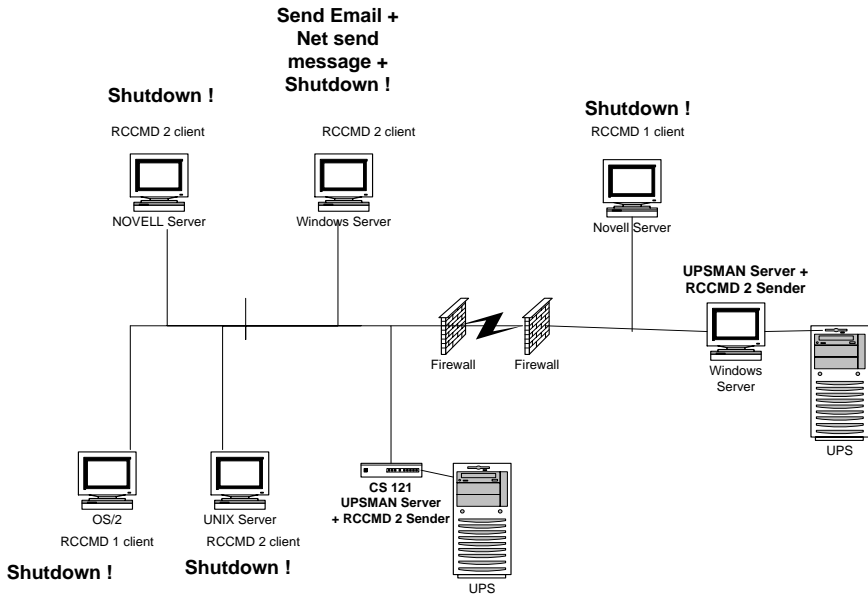 Send Email +
Net send
message +
Shutdown !
Shutdown !
Shutdown !
RCCMD 2 client
RCCMD 2 client
RCCMD 1 client
NOVELL Server
Windows Server
Novell Server
UPSMAN Server +
RCCMD 2 Sender
Firewall
Firewall
Windows
Server
UPS
OS/2
UNIX Server
CS 121
UPSMAN Server
+ RCCMD 2 Sender
RCCMD 1 client
RCCMD 2 client
Shutdown !
Shutdown !
UPS